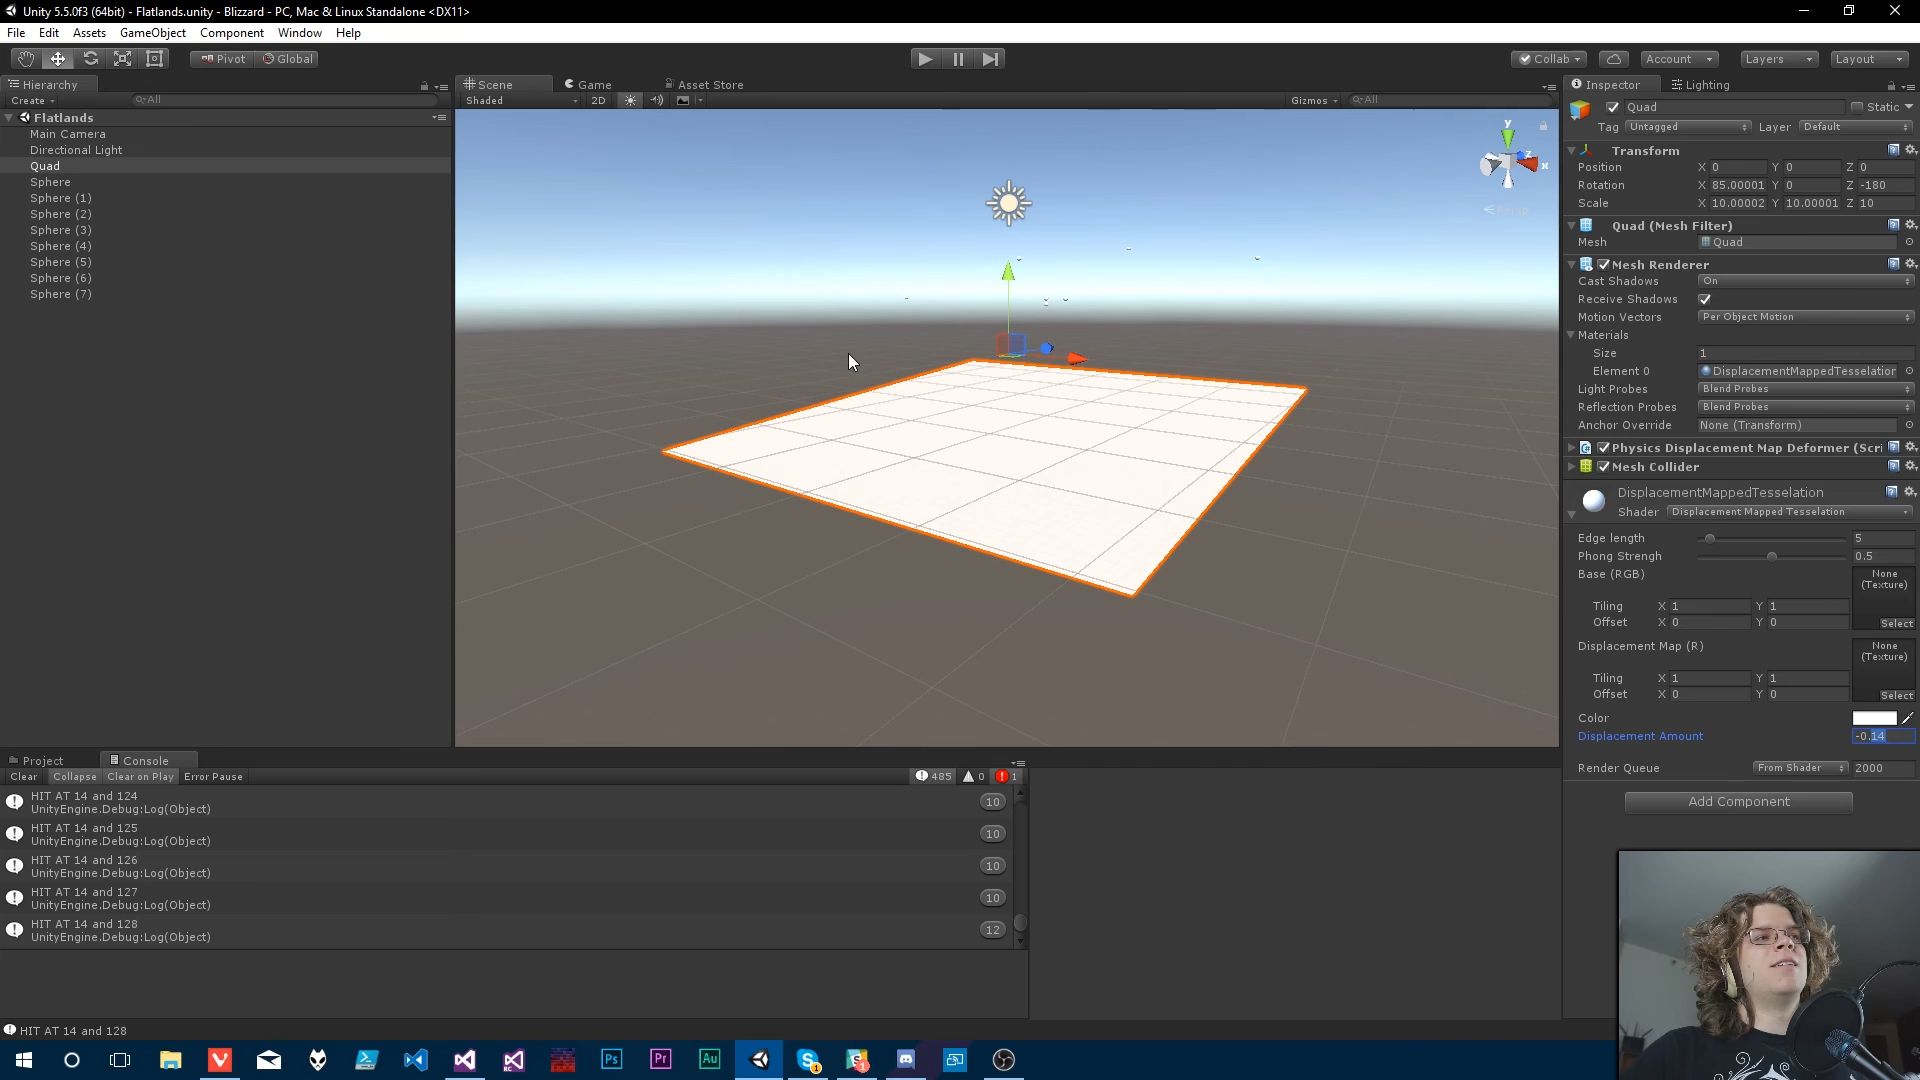 Unity 5.5.0f3 (64bit) - Flatlands.unity - Blizzard - PC, Mac & Linux Standalone <DX11>
File Edit Assets GameObject Component Window Help
Pivot Global Collab Account Layers Layout
Hierarchy
Create All
Flatlands
Main Camera
Directional Light
Quad
Sphere
Sphere (1)
Sphere (2)
Sphere (3)
Sphere (4)
Sphere (5)
Sphere (6)
Sphere (7)
Scene Game Asset Store
Shaded 2D Gizmos All
y
z
x
Persp
Inspector Lighting
Quad Static
Tag Untagged Layer Default
Transform
Position X 0 Y 0 Z 0
Rotation X 85.00001 Y 0 Z -180
Scale X 10.00002 Y 10.00001 Z 10
Quad (Mesh Filter)
Mesh Quad
Mesh Renderer
Cast Shadows On
Receive Shadows
Motion Vectors Per Object Motion
Materials
Size 1
Element 0 DisplacementMappedTesselation
Light Probes Blend Probes
Reflection Probes Blend Probes
Anchor Override None (Transform)
Physics Displacement Map Deformer (Scri
Mesh Collider
DisplacementMappedTesselation
Shader Displacement Mapped Tesselation
Edge length 5
Phong Strengh 0.5
Base (RGB) None
(Texture)
Tiling X 1 Y 1
Offset X 0 Y 0
Select
Displacement Map (R) None
(Texture)
Tiling X 1 Y 1
Offset X 0 Y 0
Select
Color
Displacement Amount -0.14
Render Queue From Shader 2000
Add Component
Project Console
Clear Collapse Clear on Play Error Pause 485 0 1
HIT AT 14 and 124
UnityEngine.Debug:Log(Object)
10
HIT AT 14 and 125
UnityEngine.Debug:Log(Object)
10
HIT AT 14 and 126
UnityEngine.Debug:Log(Object)
10
HIT AT 14 and 127
UnityEngine.Debug:Log(Object)
10
HIT AT 14 and 128
UnityEngine.Debug:Log(Object)
12
HIT AT 14 and 128
RC Ps Pr Au S 1 1